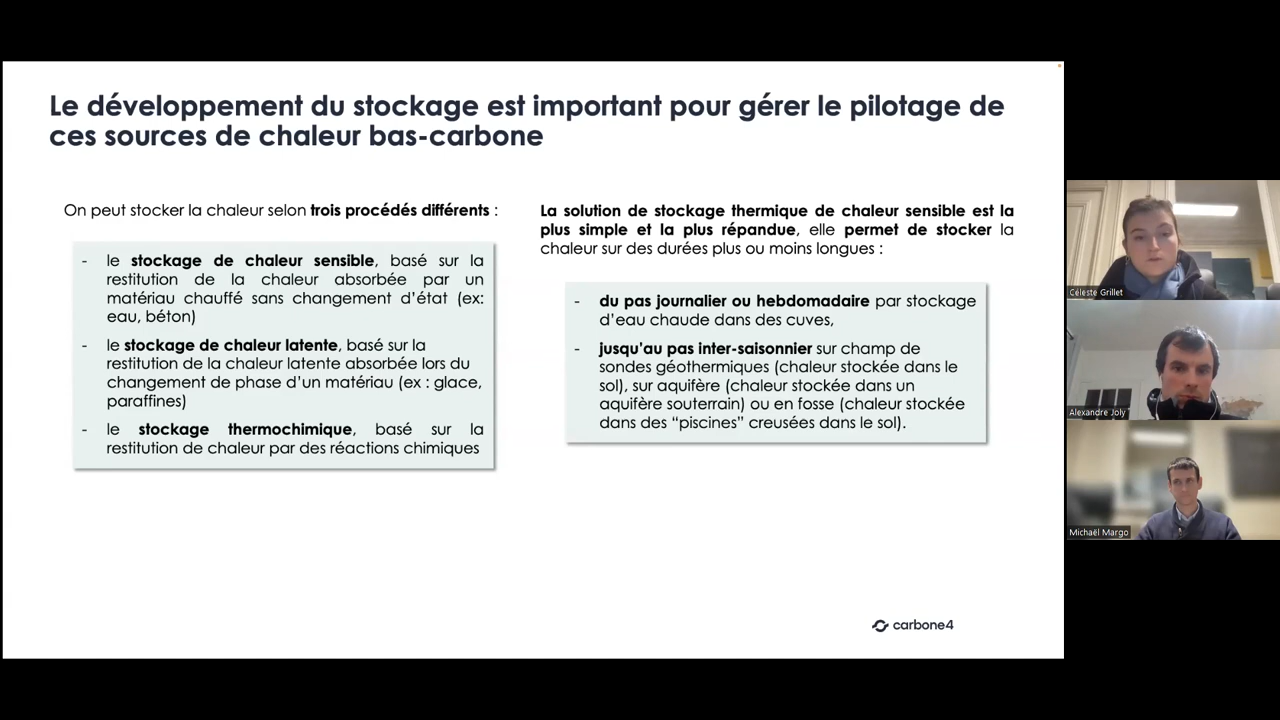 Le développement du stockage est important pour gérer le pilotage de
ces sources de chaleur bas-carbone
On peut stocker la chaleur selon trois procédés différents :
- le stockage de chaleur sensible, basé sur la
restitution de la chaleur absorbée par un
matériau chauffé sans changement d'état (ex:
eau, béton)
- le stockage de chaleur latente, basé sur la
restitution de la chaleur latente absorbée lors du
changement de phase d'un matériau (ex : glace,
paraffines)
- le stockage thermochimique, basé sur la
restitution de chaleur par des réactions chimiques
La solution de stockage thermique de chaleur sensible est la
plus simple et la plus répandue, elle permet de stocker la
chaleur sur des durées plus ou moins longues :
- du pas journalier ou hebdomadaire par stockage
d'eau chaude dans des cuves,
- jusqu'au pas inter-saisonnier sur champ de
sondes géothermiques (chaleur stockée dans le
sol), sur aquifère (chaleur stockée dans un
aquifère souterrain) ou en fosse (chaleur stockée
dans des "piscines" creusées dans le sol).
carbone4
Céleste Grillet
Alexandre Joly
Michaël Margo